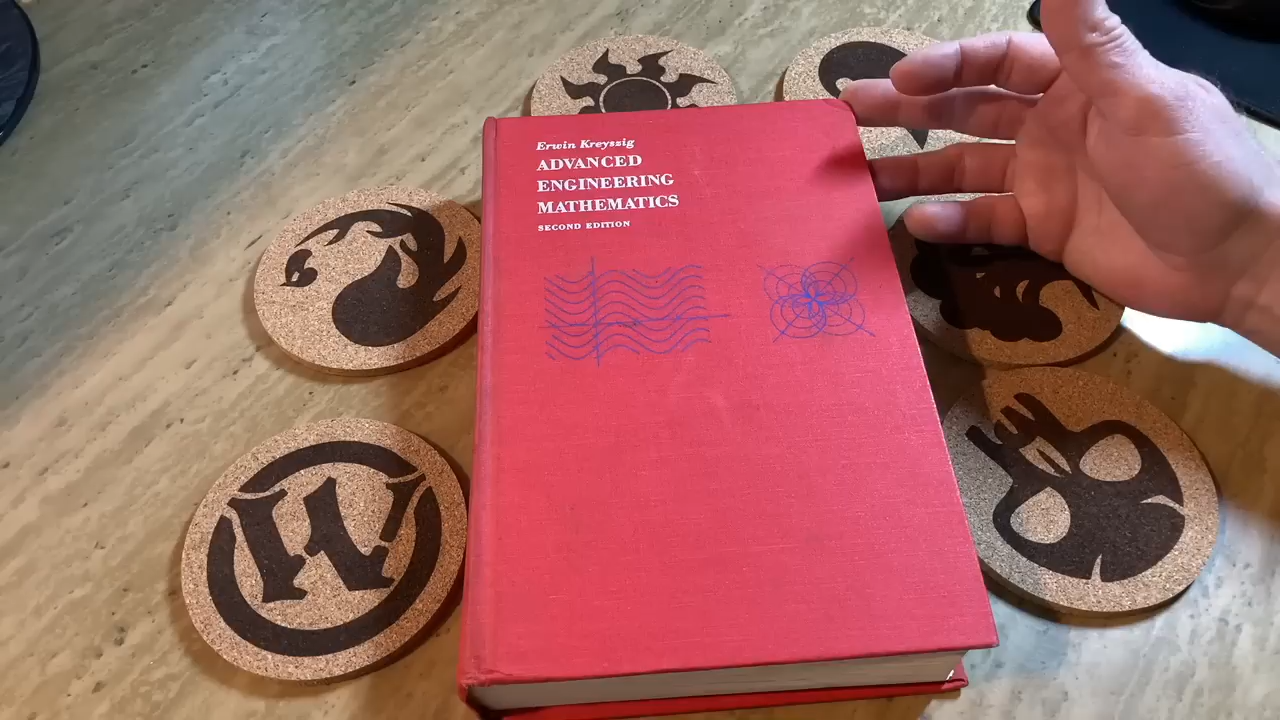 Erwin Kreyszig
ADVANCED
ENGINEERING
MATHEMATICS
SECOND EDITION